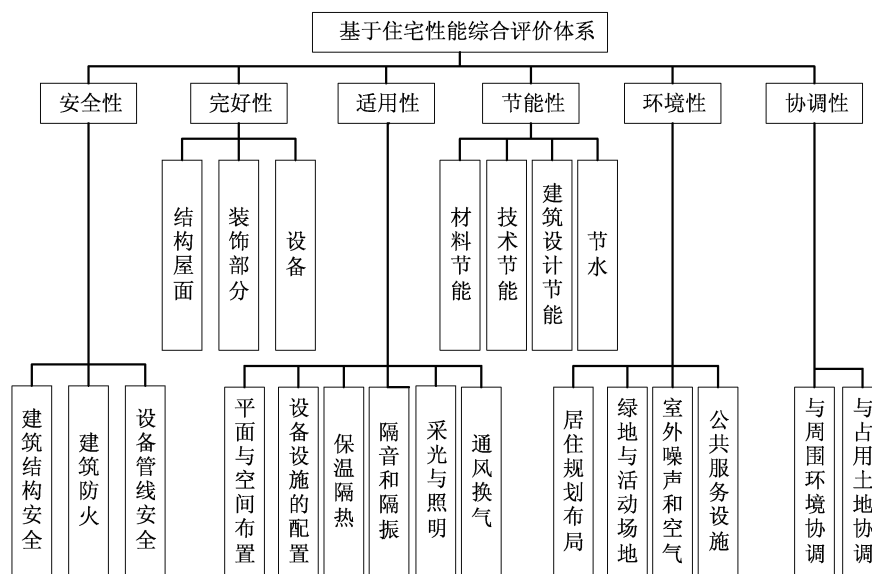 基于住宅性能综合评价体系
安全性
完好性
适用性
节能性
环境性
协调性
结构屋面
装饰部分
设备
材料节能
技术节能
建筑设计节能
节水
建筑结构安全
建筑防火
设备管线安全
平面与空间布置
设备设施的配置
保温隔热
隔音和隔振
采光与照明
通风换气
居住规划布局
绿地与活动场地
室外噪声和空气
公共服务设施
与周围环境协调
与占用土地协调